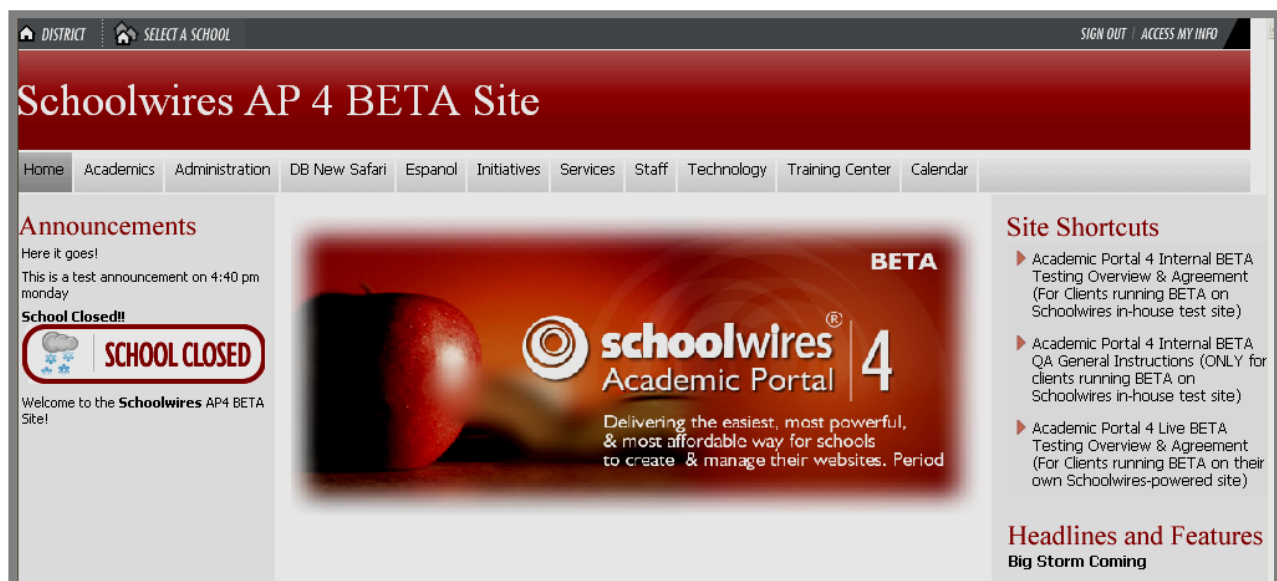 DISTRICT SELECT A SCHOOL SIGN OUT | ACCESS MY INFO
Schoolwires AP 4 BETA Site
Home Academics Administration DB New Safari Espanol Initiatives Services Staff Technology Training Center Calendar
Announcements
Here it goes!
This is a test announcement on 4:40 pm
monday
School Closed!!
SCHOOL CLOSED
Welcome to the Schoolwires AP4 BETA
Site!
BETA
schoolwires® 4
Academic Portal
Delivering the easiest, most powerful,
& most affordable way for schools
to create & manage their websites. Period
Site Shortcuts
Academic Portal 4 Internal BETA
Testing Overview & Agreement
(For Clients running BETA on
Schoolwires in-house test site)
Academic Portal 4 Internal BETA
QA General Instructions (ONLY for
clients running BETA on
Schoolwires in-house test site)
Academic Portal 4 Live BETA
Testing Overview & Agreement
(For Clients running BETA on their
own Schoolwires-powered site)
Headlines and Features
Big Storm Coming